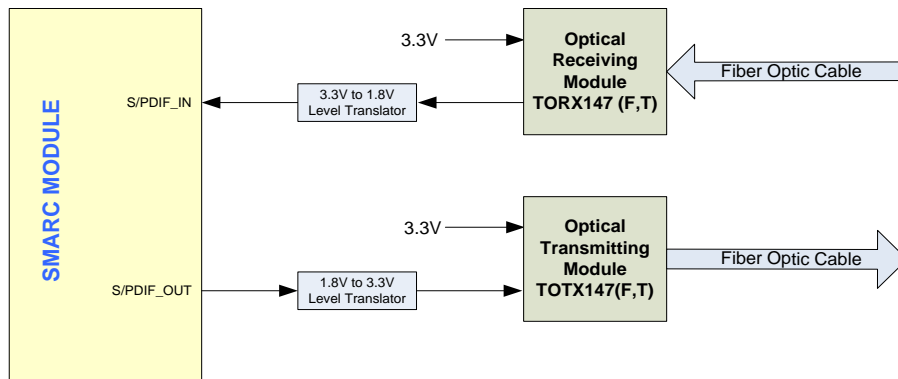 SMARC MODULE
3.3V
Optical
Receiving
Module
TORX147 (F,T)
Fiber Optic Cable
S/PDIF_IN
3.3V to 1.8V
Level Translator
3.3V
Optical
Transmitting
Module
TOTX147(F,T)
Fiber Optic Cable
S/PDIF_OUT
1.8V to 3.3V
Level Translator